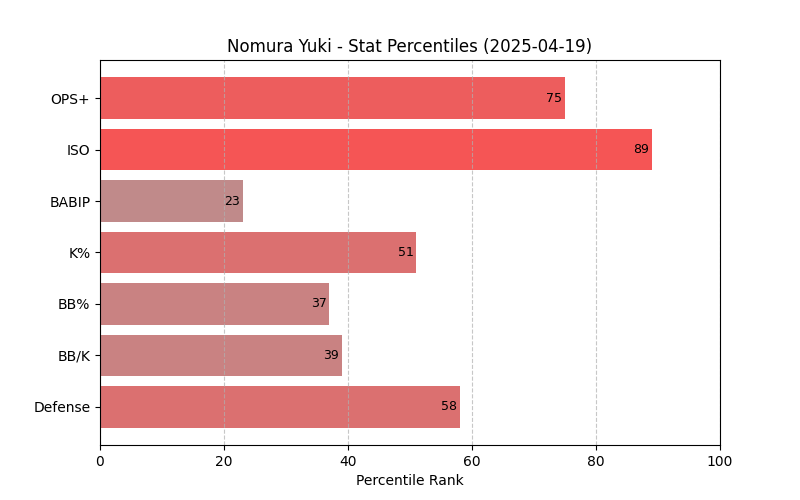 Nomura Yuki - Stat Percentiles (2025-04-19)
OPS+ 75
ISO 89
BABIP 23
K% 51
BB% 37
BB/K 39
Defense 58
0 20 40 60 80 100
Percentile Rank